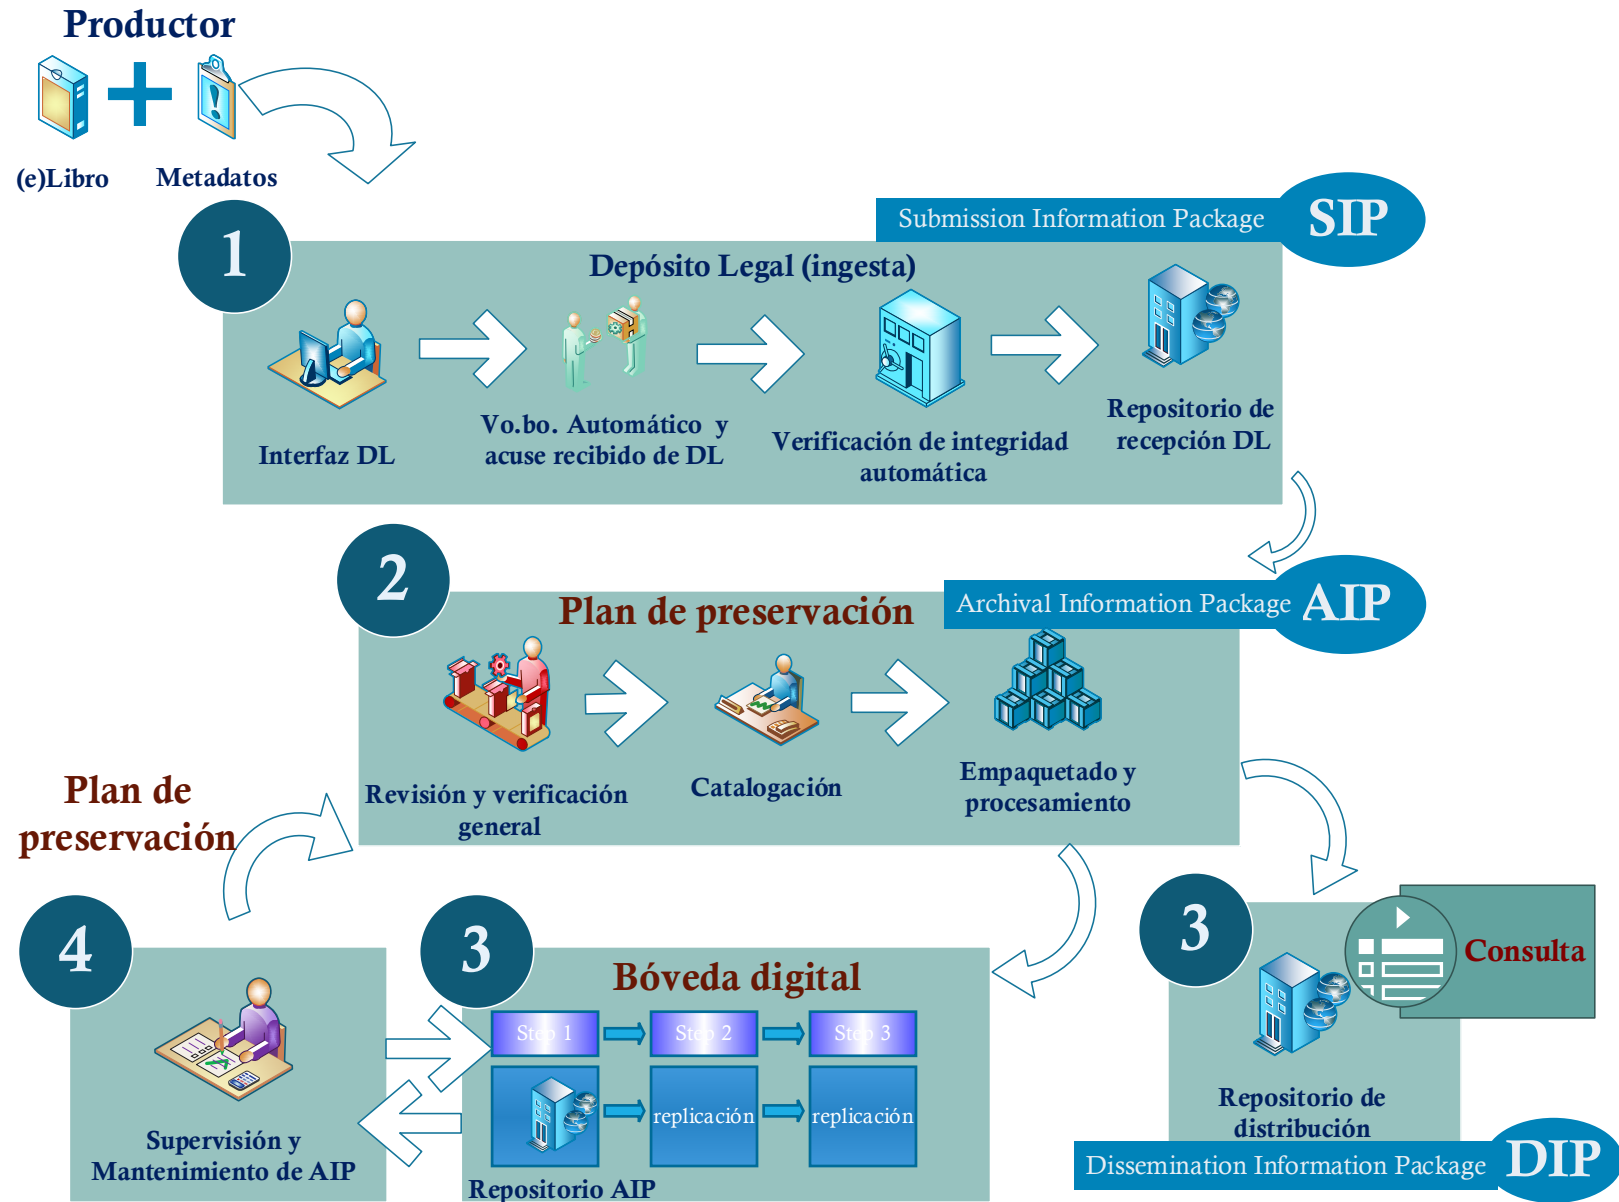 Productor
(e)Libro
Metadatos
1
Submission Information Package
SIP
Depósito Legal (ingesta)
Interfaz DL
Vo.bo. Automático y
acuse recibido de DL
Verificación de integridad
automática
Repositorio de
recepción DL
2
Plan de preservación
Archival Information Package
AIP
Revisión y verificación
general
Catalogación
Empaquetado y
procesamiento
Plan de
preservación
4
Supervisión y
Mantenimiento de AIP
3
Bóveda digital
Step 1
Step 2
Step 3
replicación
replicación
Repositorio AIP
3
Consulta
Repositorio de
distribución
Dissemination Information Package
DIP